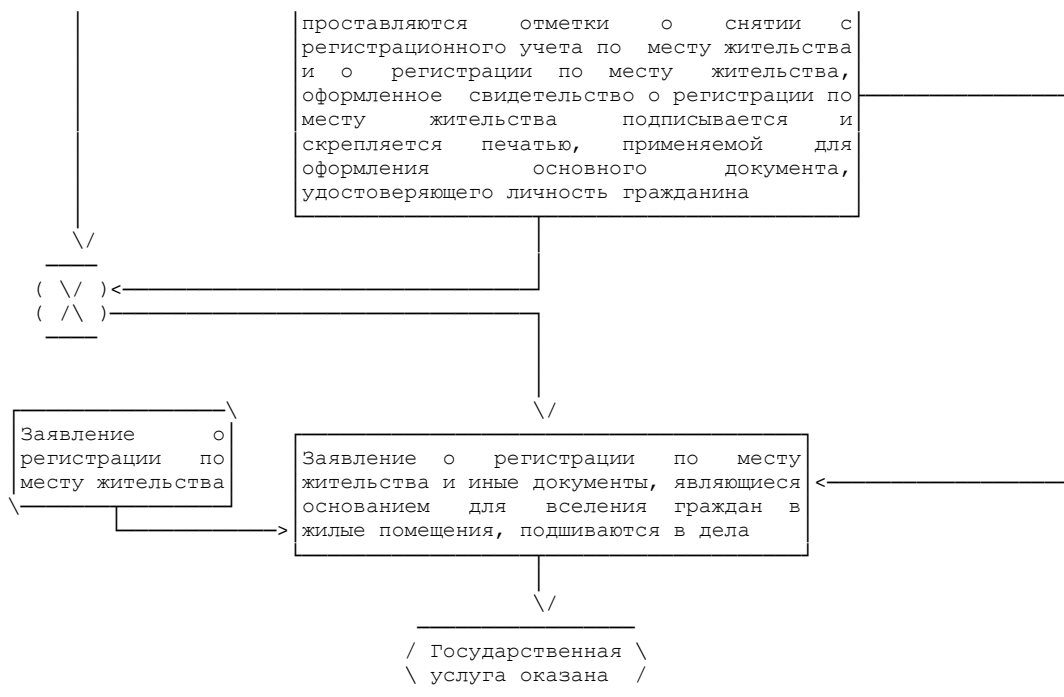 проставляются отметки о снятии с
регистрационного учета по месту жительства
и о регистрации по месту жительства,
оформленное свидетельство о регистрации по
месту жительства подписывается и
скрепляется печатью, применяемой для
оформления основного документа,
удостоверяющего личность гражданина
Заявление о
регистрации по
месту жительства
Заявление о регистрации по месту
жительства и иные документы, являющиеся
основанием для вселения граждан в
жилые помещения, подшиваются в дела
Государственная
услуга оказана